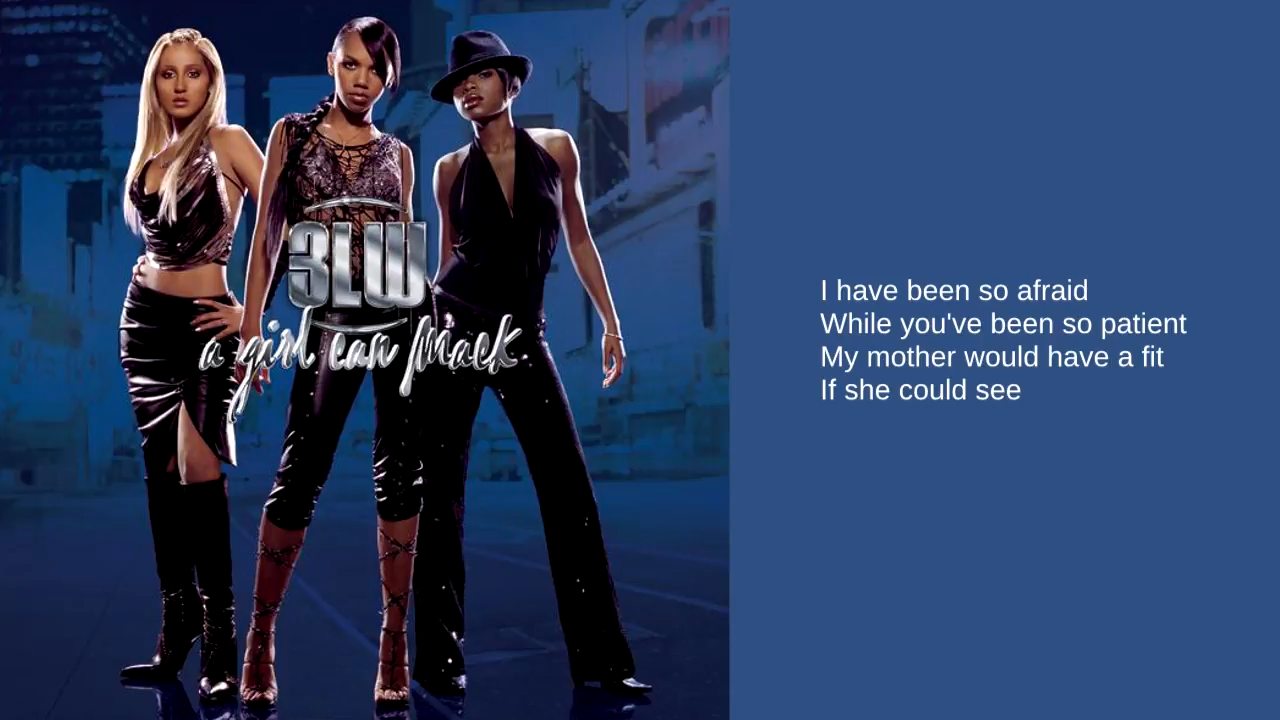 3LW
a girl can Mack
I have been so afraid
While you've been so patient
My mother would have a fit
If she could see